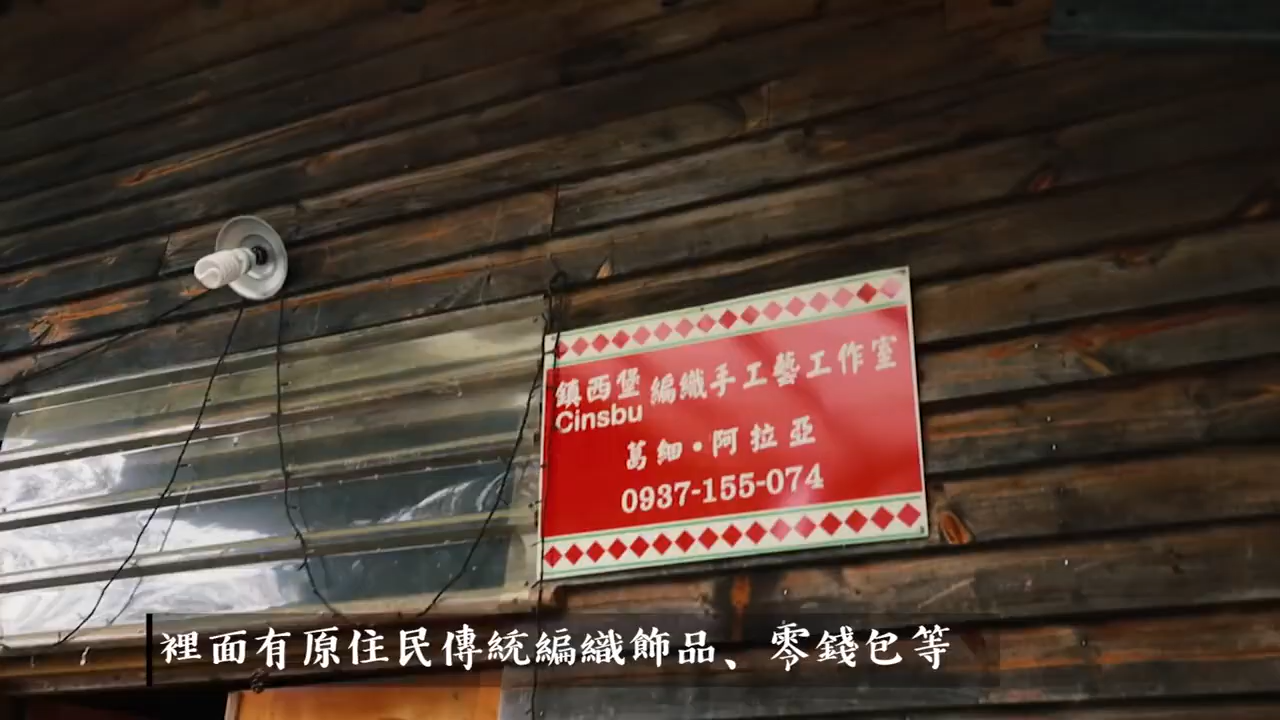 鎮西堡 編織手工藝工作室
Cinsbu
葛細·阿拉亞
0937-155-074
裡面有原住民傳統編織飾品、零錢包等